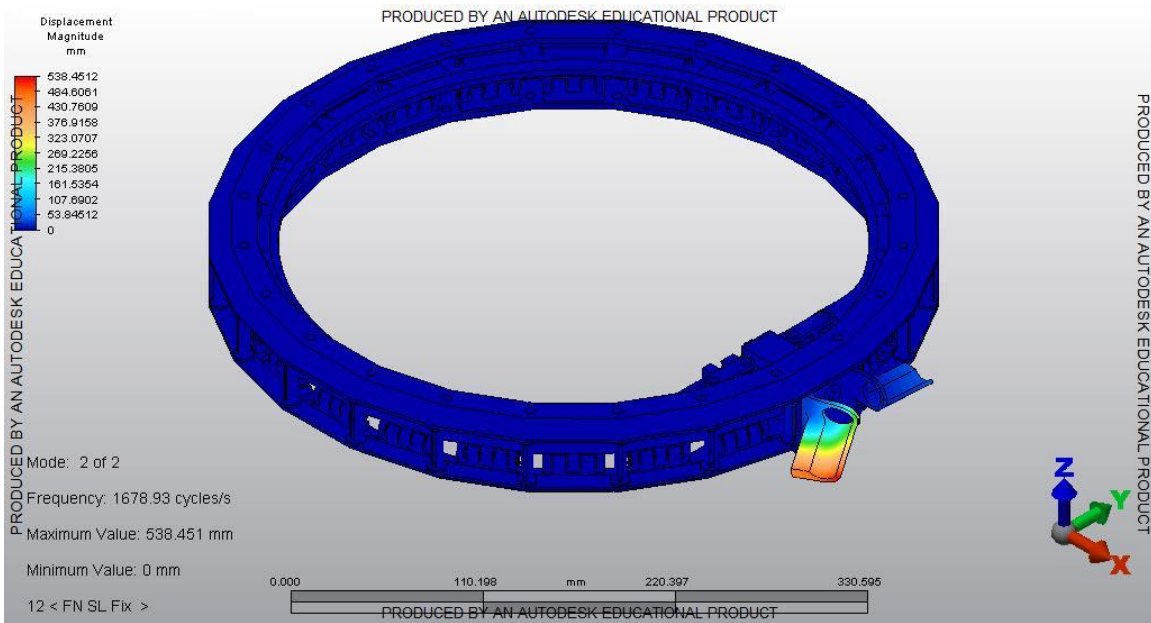 PRODUCED BY AN AUTODESK EDUCATIONAL PRODUCT
Displacement
Magnitude
mm
538.4512
484.6061
430.7609
376.9158
323.0707
269.2256
215.3805
161.5354
107.6902
53.84512
0
PRODUCED BY AN AUTODESK EDUCATIONAL PRODUCT
PRODUCED BY AN AUTODESK EDUCATIONAL PRODUCT
Mode: 2 of 2
Frequency: 1678.93 cycles/s
Maximum Value: 538.451 mm
Minimum Value: 0 mm
12 < FN SL Fix >
0.000 110.198 mm 220.397 330.595
PRODUCED BY AN AUTODESK EDUCATIONAL PRODUCT
Z
Y
X